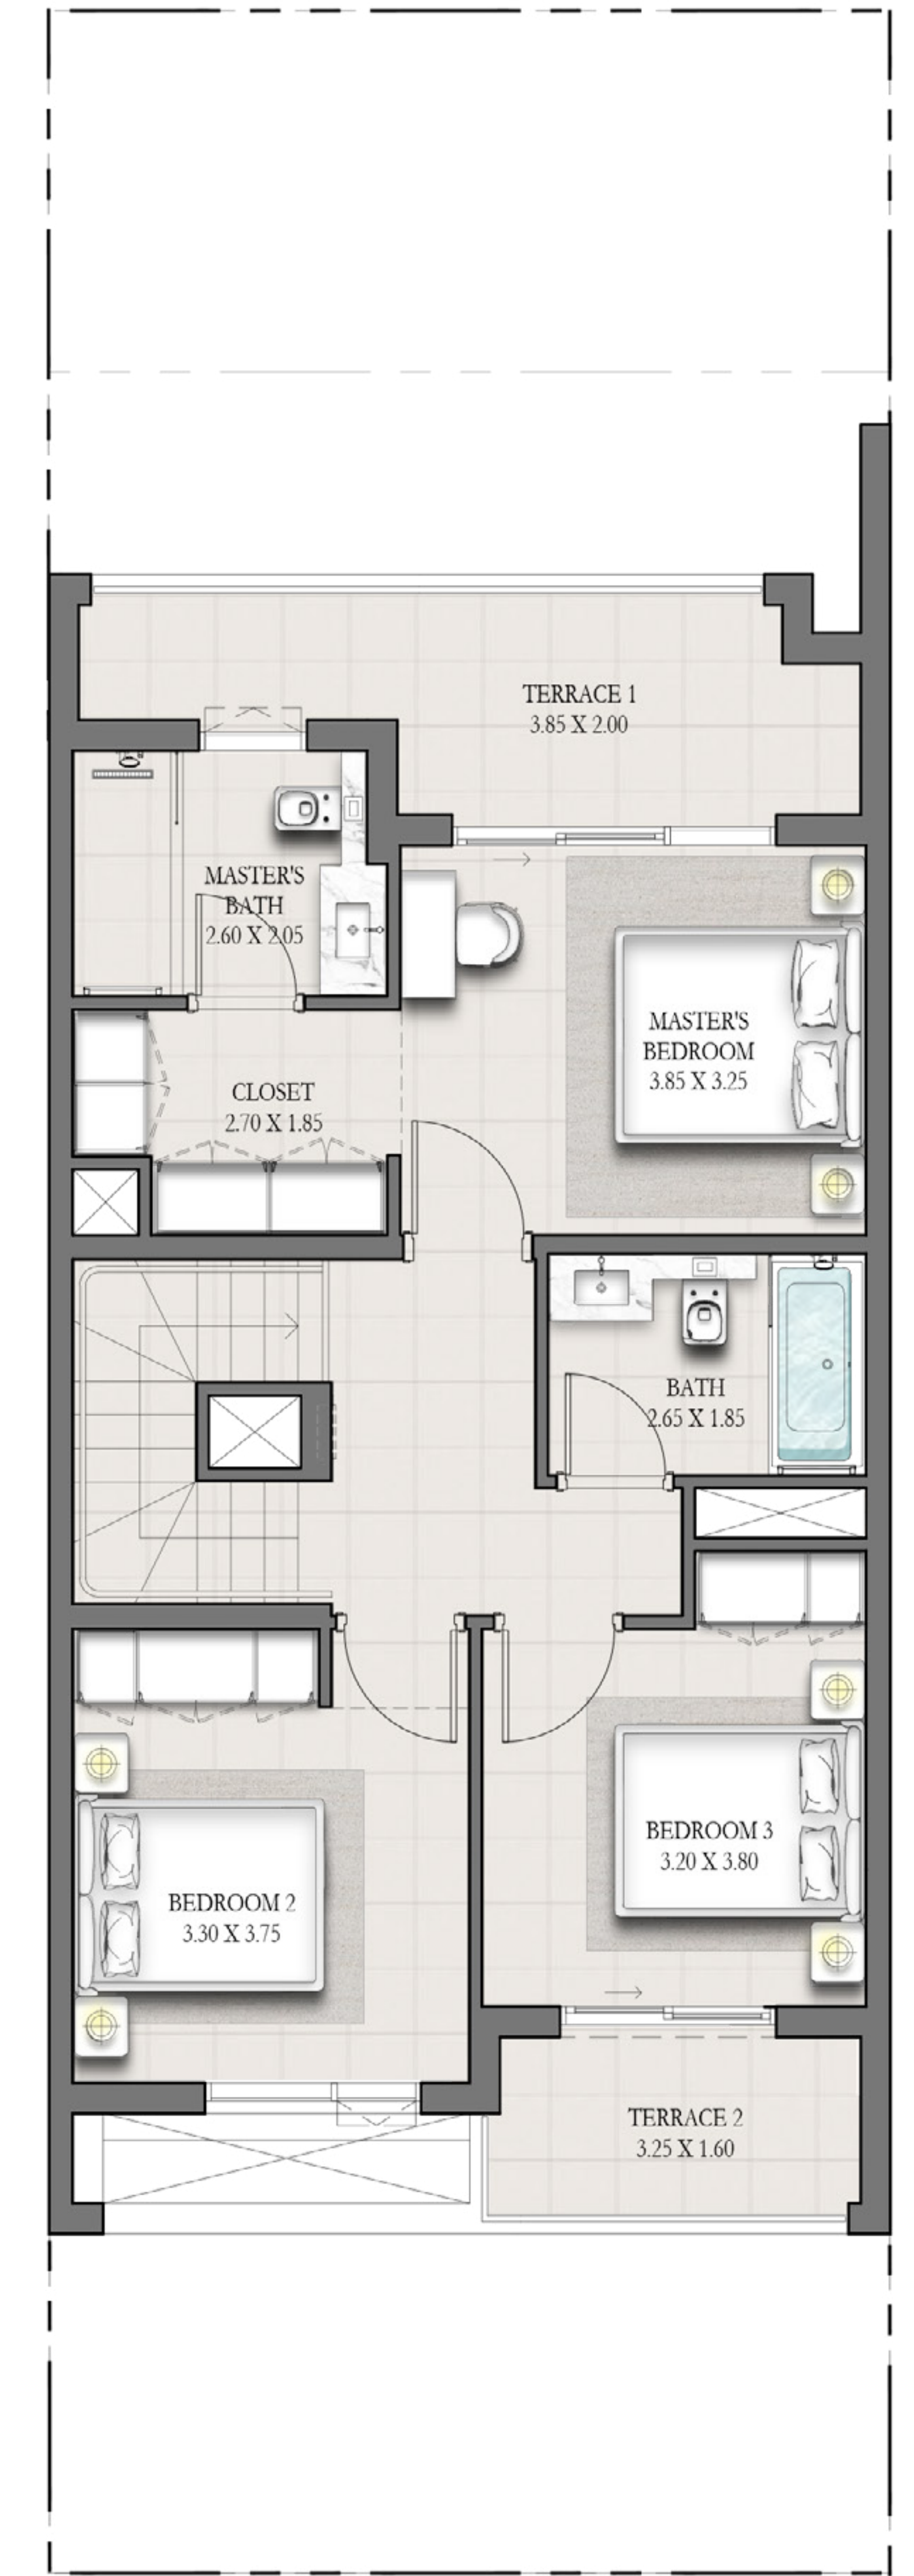 TERRACE 1
3.85 X 2.00
MASTER'S
BATH
2.60 X 2.05
MASTER'S
BEDROOM
3.85 X 3.25
CLOSET
2.70 X 1.85
BATH
2.65 X 1.85
BEDROOM 3
3.20 X 3.80
BEDROOM 2
3.30 X 3.75
TERRACE 2
3.25 X 1.60